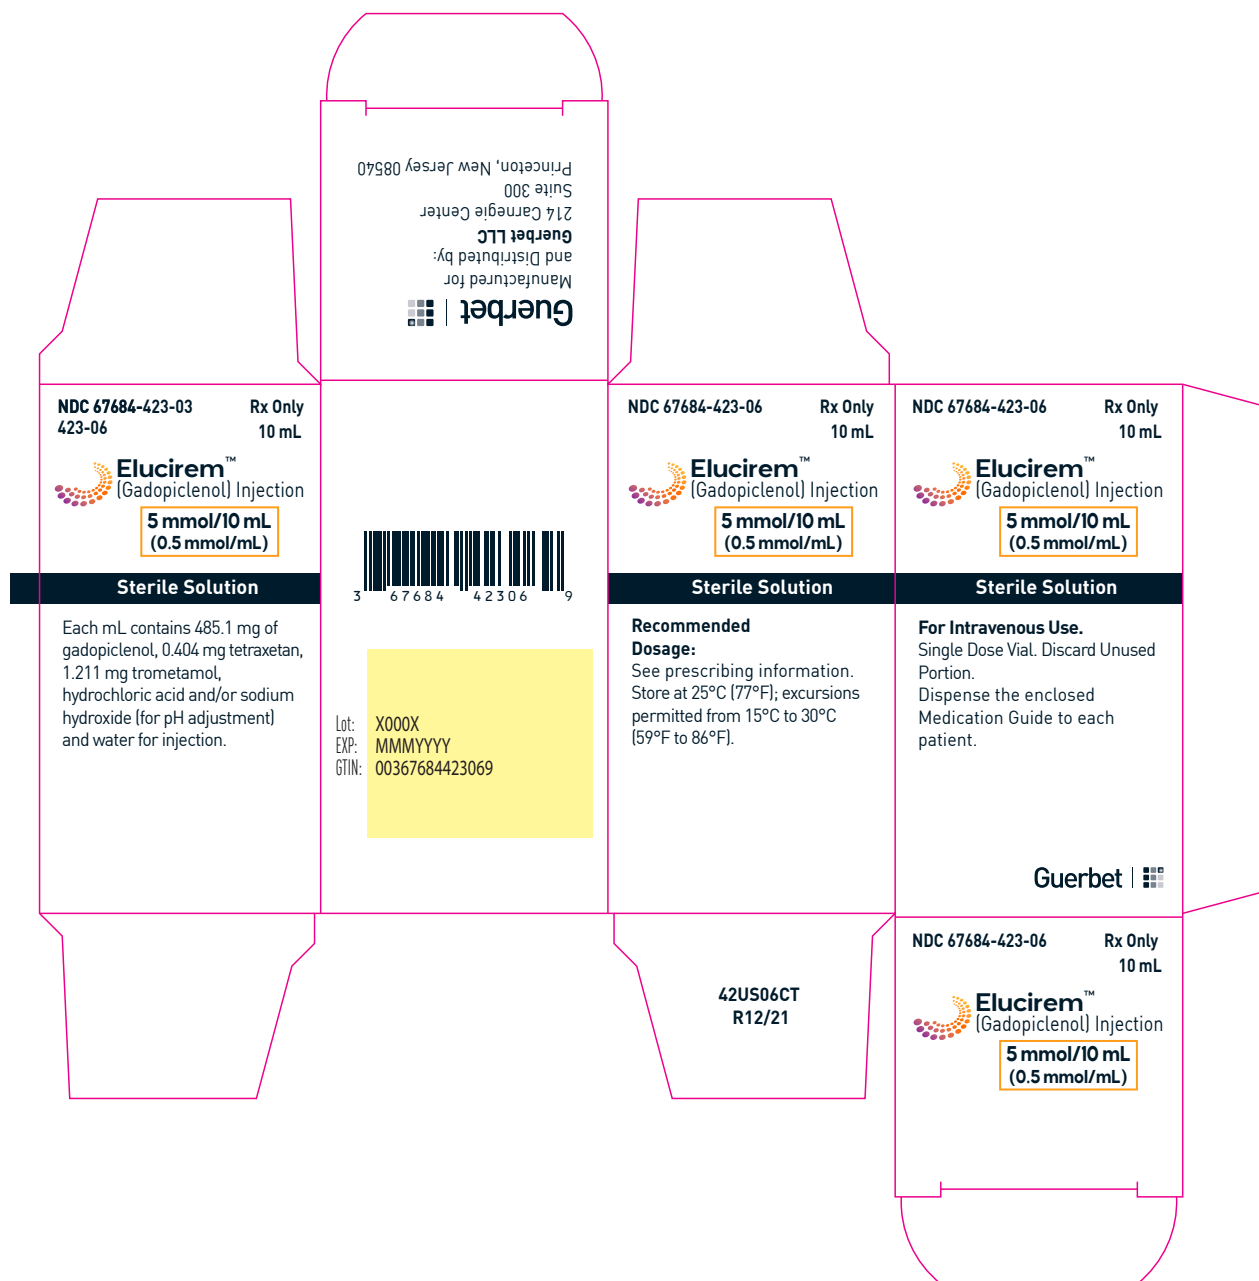 Guerbet
Manufactured for
and Distributed by:
Guerbet LLC
214 Carnegie Center
Suite 300
Princeton, New Jersey 08540
NDC 67684-423-03 Rx Only
423-06 10 mL
Elucirem™
(Gadopiclenol) Injection
5 mmol/10 mL
(0.5 mmol/mL)
Sterile Solution
Each mL contains 485.1 mg of
gadopiclenol, 0.404 mg tetraxetan,
1.211 mg trometamol,
hydrochloric acid and/or sodium
hydroxide (for pH adjustment)
and water for injection.
3 67684 42306 9
Lot: X000X
EXP: MMMYYYY
GTIN: 00367684423069
NDC 67684-423-06 Rx Only
10 mL
Elucirem™
(Gadopiclenol) Injection
5 mmol/10 mL
(0.5 mmol/mL)
Sterile Solution
Recommended
Dosage:
See prescribing information.
Store at 25°C (77°F); excursions
permitted from 15°C to 30°C
(59°F to 86°F).
42US06CT
R12/21
NDC 67684-423-06 Rx Only
10 mL
Elucirem™
(Gadopiclenol) Injection
5 mmol/10 mL
(0.5 mmol/mL)
Sterile Solution
For Intravenous Use.
Single Dose Vial. Discard Unused
Portion.
Dispense the enclosed
Medication Guide to each
patient.
Guerbet
NDC 67684-423-06 Rx Only
10 mL
Elucirem™
(Gadopiclenol) Injection
5 mmol/10 mL
(0.5 mmol/mL)